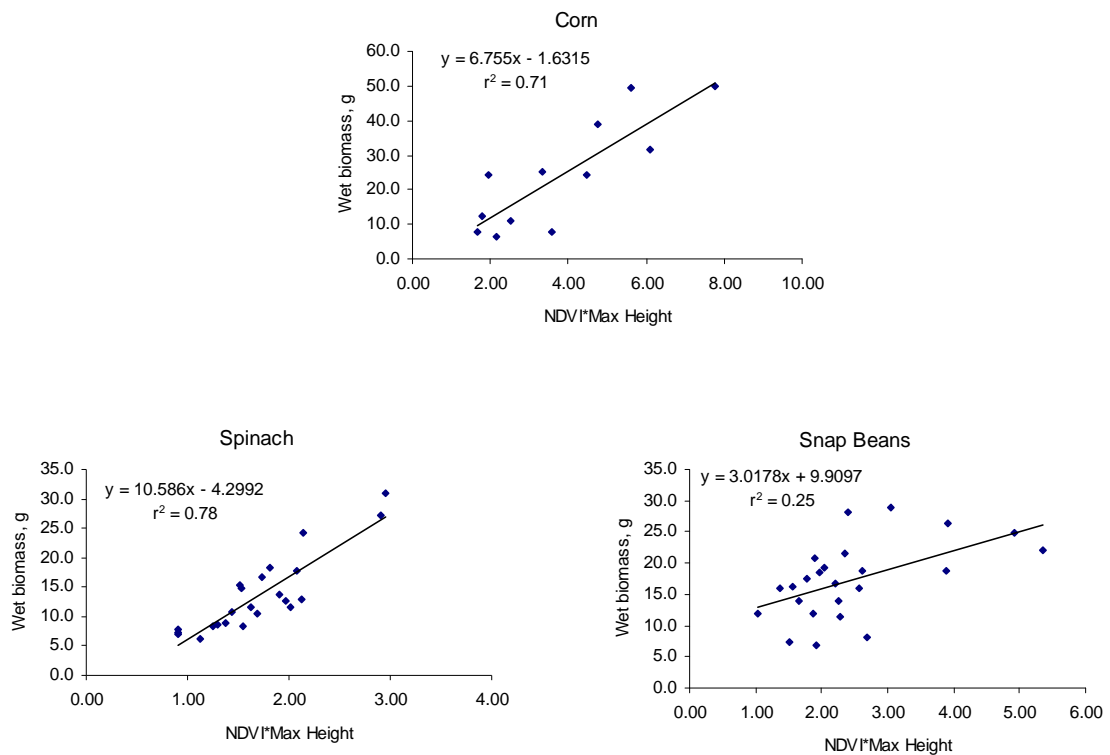 Corn
y = 6.755x - 1.6315
r² = 0.71
60.0
50.0
40.0
30.0
20.0
10.0
0.0
Wet biomass, g
0.00 2.00 4.00 6.00 8.00 10.00
NDVI*Max Height
Spinach
y = 10.586x - 4.2992
r² = 0.78
35.0
30.0
25.0
20.0
15.0
10.0
5.0
0.0
Wet biomass, g
0.00 1.00 2.00 3.00 4.00
NDVI*Max Height
Snap Beans
y = 3.0178x + 9.9097
r² = 0.25
35.0
30.0
25.0
20.0
15.0
10.0
5.0
0.0
Wet biomass, g
0.00 1.00 2.00 3.00 4.00 5.00 6.00
NDVI*Max Height